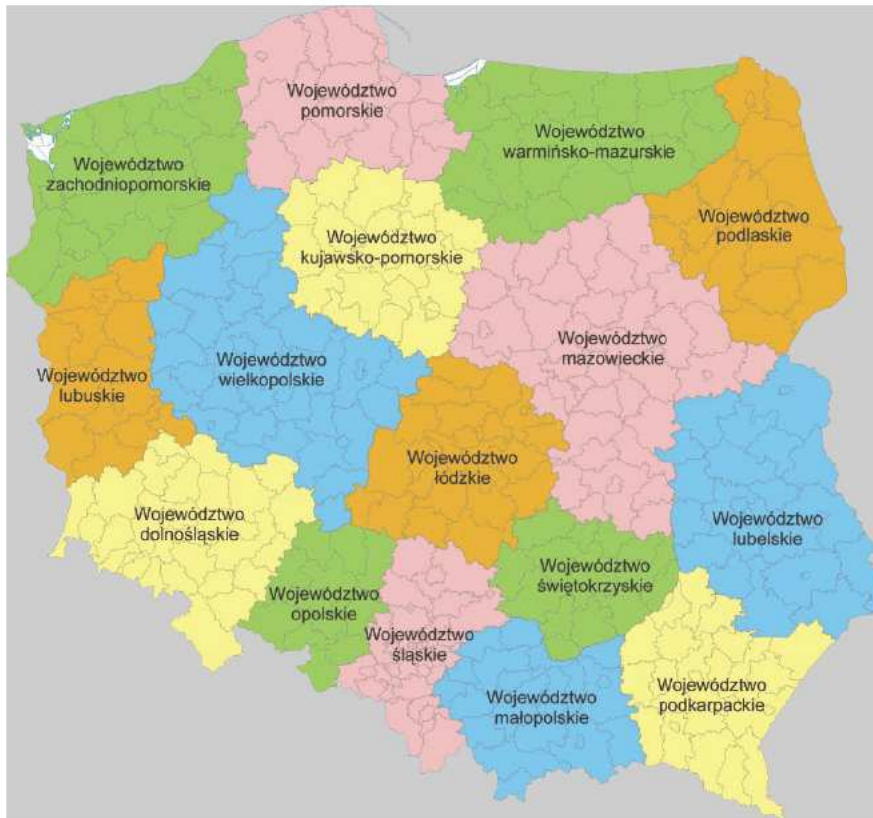 Województwo
pomorskie
Województwo
warmińsko-mazurskie
Województwo
zachodniopomorskie
Województwo
podlaskie
Województwo
kujawsko-pomorskie
Województwo
mazowieckie
Województwo
wielkopolskie
Województwo
lubuskie
Województwo
łódzkie
Województwo
dolnośląskie
Województwo
lubelskie
Województwo
świętokrzyskie
Województwo
opolskie
Województwo
śląskie
Województwo
podkarpackie
Województwo
małopolskie